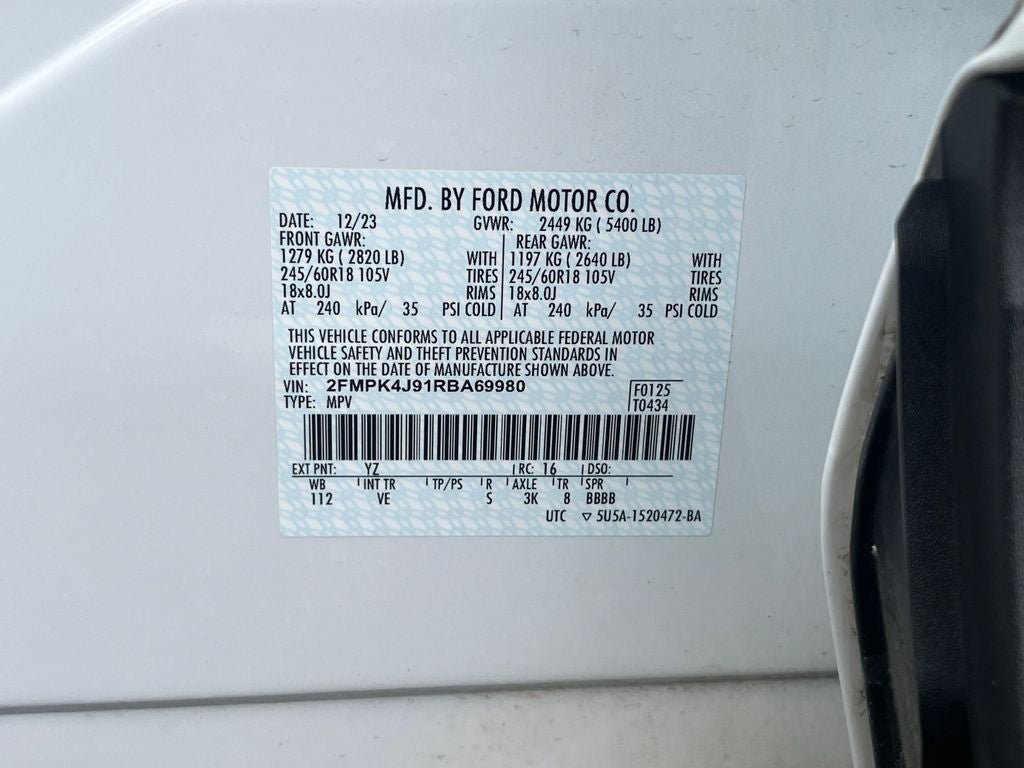 MFD. BY FORD MOTOR CO.
DATE: 12/23 GVWR: 2449 KG ( 5400 LB)
FRONT GAWR: REAR GAWR:
1279 KG ( 2820 LB) WITH 1197 KG ( 2640 LB) WITH
245/60R18 105V TIRES 245/60R18 105V TIRES
18x8.0J RIMS 18x8.0J RIMS
AT 240 kPa/ 35 PSI COLD AT 240 kPa/ 35 PSI COLD
THIS VEHICLE CONFORMS TO ALL APPLICABLE FEDERAL MOTOR
VEHICLE SAFETY AND THEFT PREVENTION STANDARDS IN
EFFECT ON THE DATE OF MANUFACTURE SHOWN ABOVE.
VIN: 2FMPK4J91RBA69980 F0125
TYPE: MPV T0434
EXT PNT: YZ RC: 16 DSO:
WB INT TR TP/PS R AXLE TR SPR
112 VE S 3K 8 BBBB
UTC ▽ 5U5A-1520472-BA